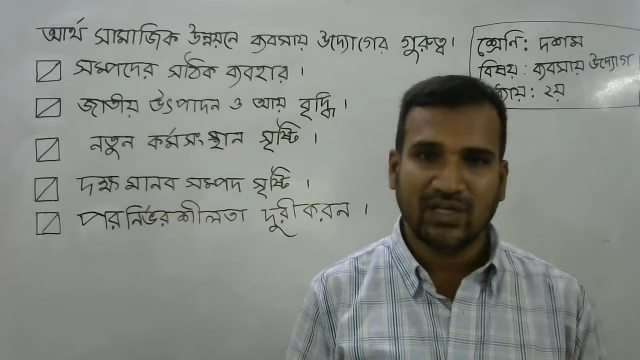 আর্থ সামাজিক উন্নয়নে ব্যবসায় উদ্যোগের গুরুত্ব।
সম্পদের সঠিক ব্যবহার।
জাতীয় উৎপাদন ও আয় বৃদ্ধি।
নতুন কর্মসংস্থান সৃষ্টি।
দক্ষ মানব সম্পদ সৃষ্টি।
পরনির্ভরশীলতা দূরীকরন।
শ্রেণি: দশম
বিষয়: ব্যবসায় উদ্যোগ
২য়